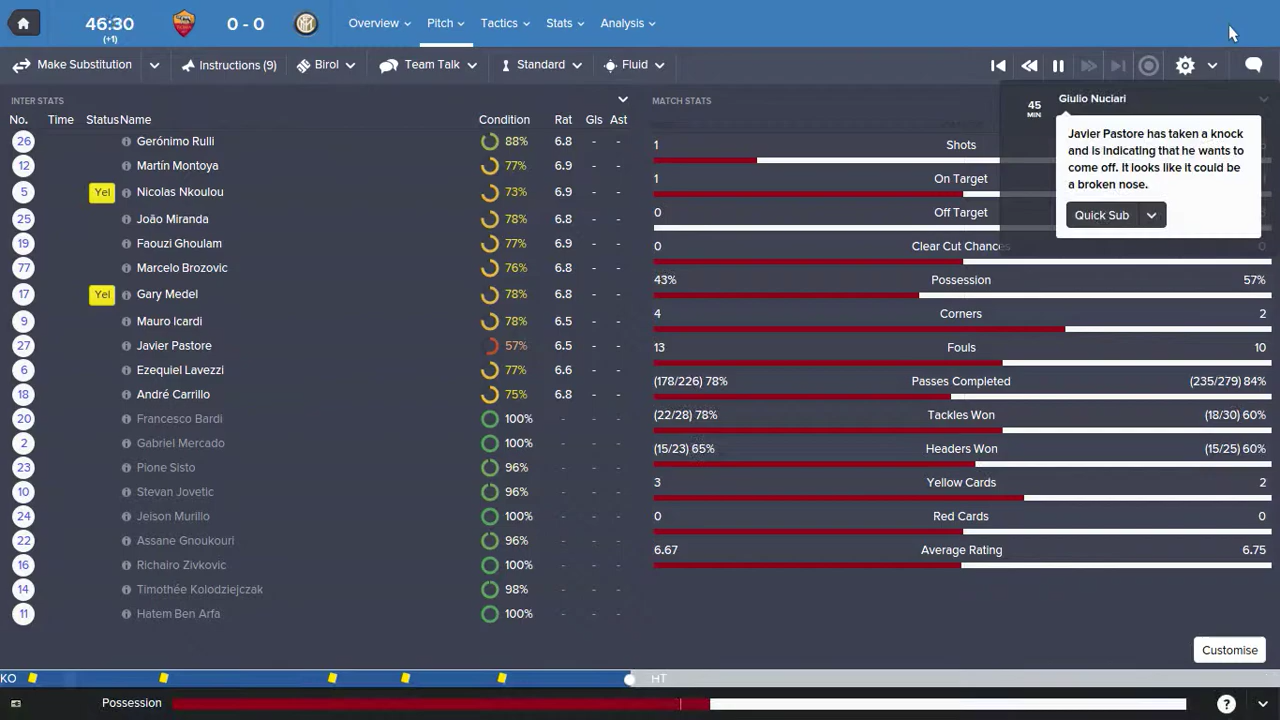 46:30
(+1)
0 - 0
Overview
Pitch
Tactics
Stats
Analysis
Make Substitution
Instructions (9)
Birol
Team Talk
Standard
Fluid
INTER STATS
No. Time Status Name Condition Rat Gls Ast
26 Gerónimo Rulli 88% 6.8 - -
12 Martín Montoya 77% 6.9 - -
5 Yel Nicolas Nkoulou 73% 6.9 - -
25 João Miranda 78% 6.8 - -
19 Faouzi Ghoulam 77% 6.9 - -
77 Marcelo Brozovic 76% 6.8 - -
17 Yel Gary Medel 78% 6.8 - -
9 Mauro Icardi 78% 6.5 - -
27 Javier Pastore 57% 6.5 - -
6 Ezequiel Lavezzi 77% 6.6 - -
18 André Carrillo 75% 6.8 - -
20 Francesco Bardi 100% - - -
2 Gabriel Mercado 100% - - -
23 Pione Sisto 96% - - -
10 Stevan Jovetic 96% - - -
24 Jeison Murillo 100% - - -
22 Assane Gnoukouri 96% - - -
16 Richairo Zivkovic 100% - - -
14 Timothée Kolodziejczak 98% - - -
11 Hatem Ben Arfa 100% - - -
MATCH STATS
1 Shots
1 On Target
0 Off Target
0 Clear Cut Chances 0
43% Possession 57%
4 Corners 2
13 Fouls 10
(178/226) 78% Passes Completed (235/279) 84%
(22/28) 78% Tackles Won (18/30) 60%
(15/23) 65% Headers Won (15/25) 60%
3 Yellow Cards 2
0 Red Cards 0
6.67 Average Rating 6.75
45
MIN
Giulio Nuciari
Javier Pastore has taken a knock
and is indicating that he wants to
come off. It looks like it could be
a broken nose.
Quick Sub
Customise
KO
HT
Possession
?